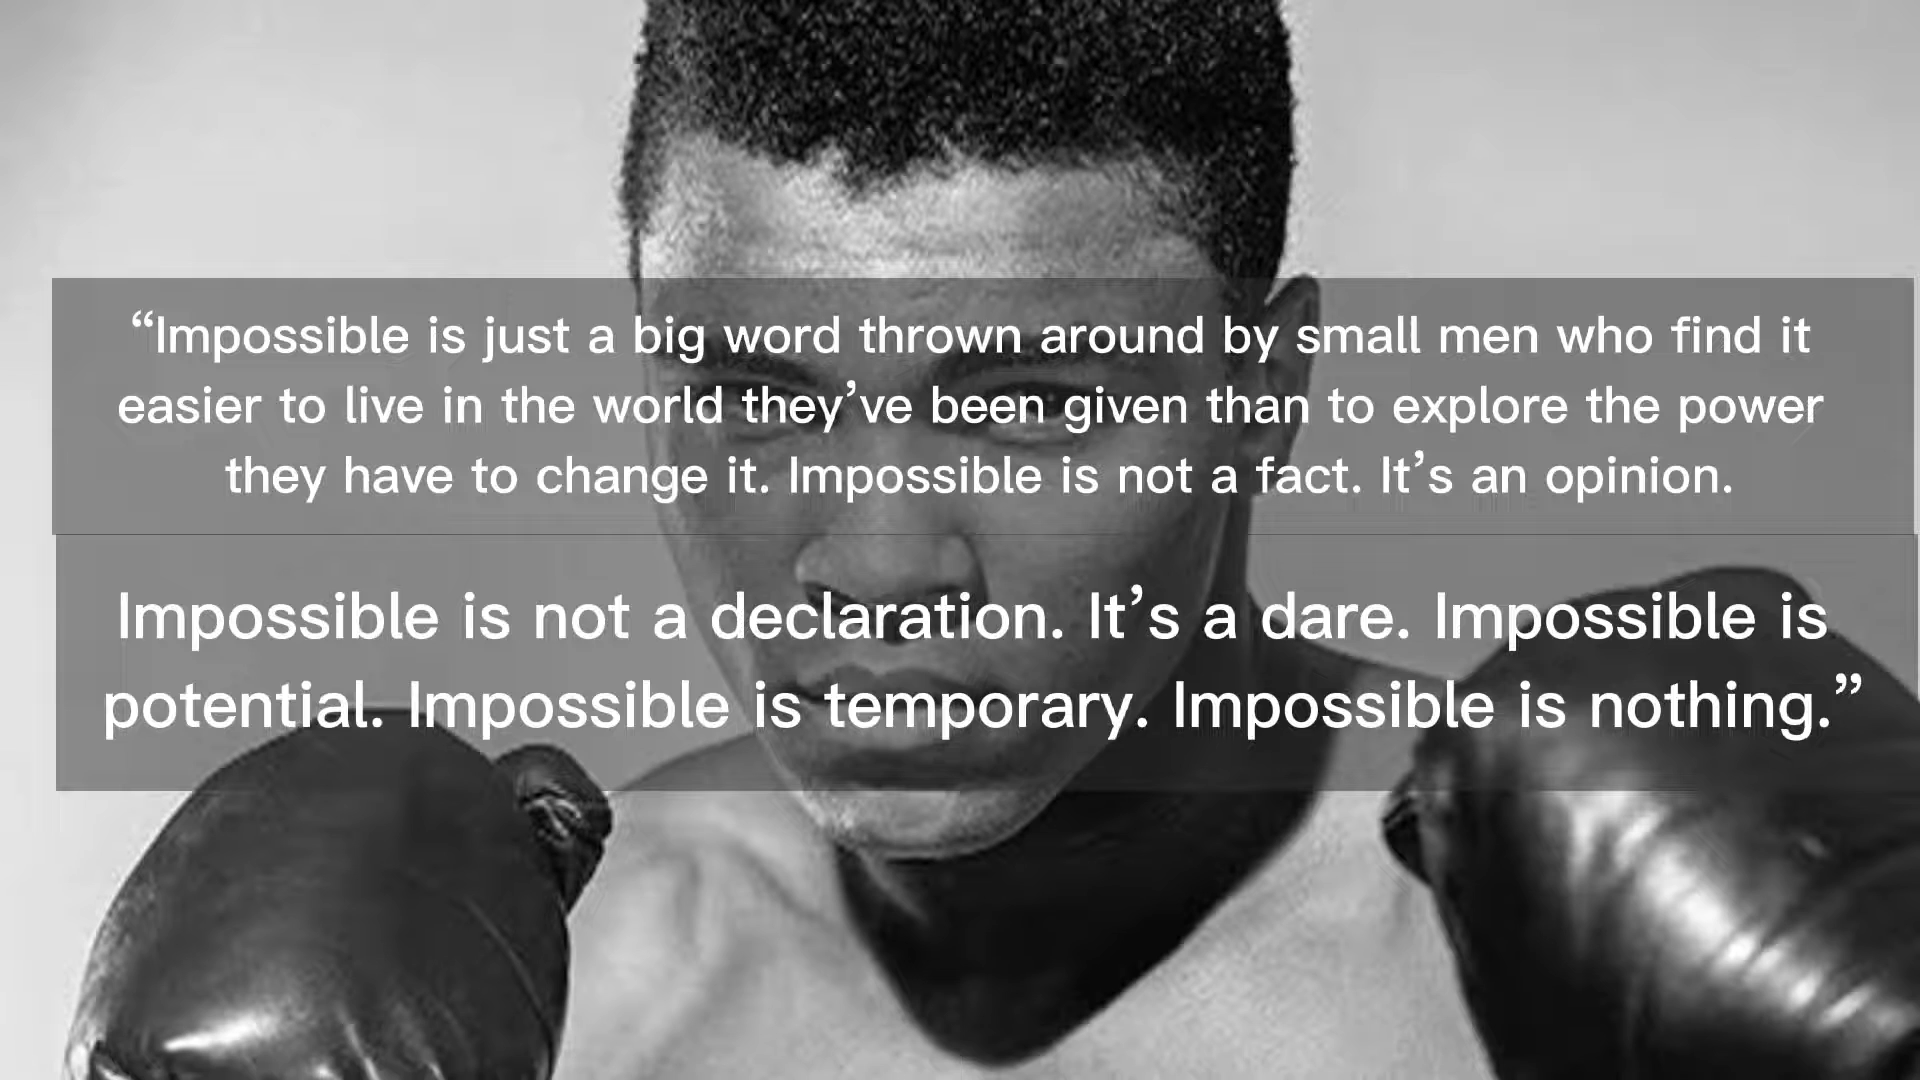 “Impossible is just a big word thrown around by small men who find it
easier to live in the world they’ve been given than to explore the power
they have to change it. Impossible is not a fact. It’s an opinion.
Impossible is not a declaration. It’s a dare. Impossible is
potential. Impossible is temporary. Impossible is nothing.”